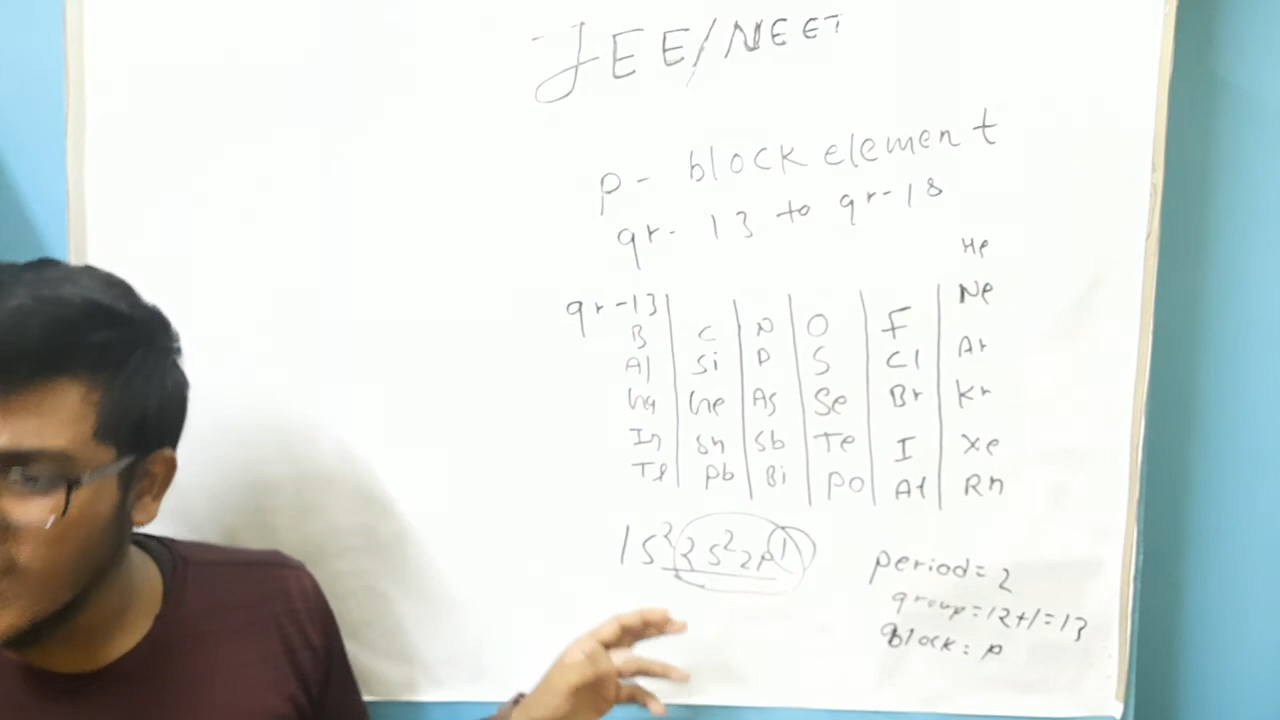 JEE/NEET
p- block element
gr- 13 to gr-18
He
gr-13 Ne
B C N O F
Al Si P S Cl Ar
Ga Ge As Se Br Kr
In Sn Sb Te I Xe
Tl Pb Bi Po At Rn
1s² 2s² 2p¹
period = 2
group = 12+1 = 13
block : p